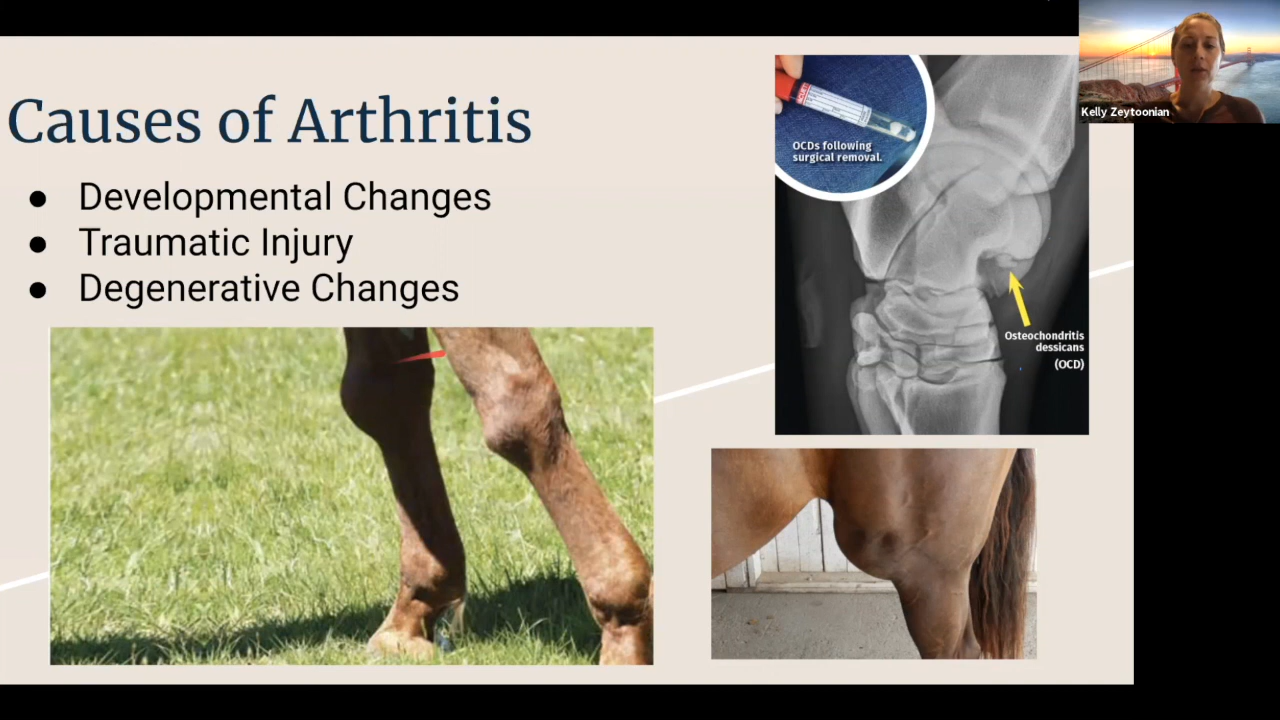 Causes of Arthritis
● Developmental Changes
● Traumatic Injury
● Degenerative Changes
OCDs following
surgical removal.
Osteochondritis
dessicans
(OCD)
Kelly Zeytoonian